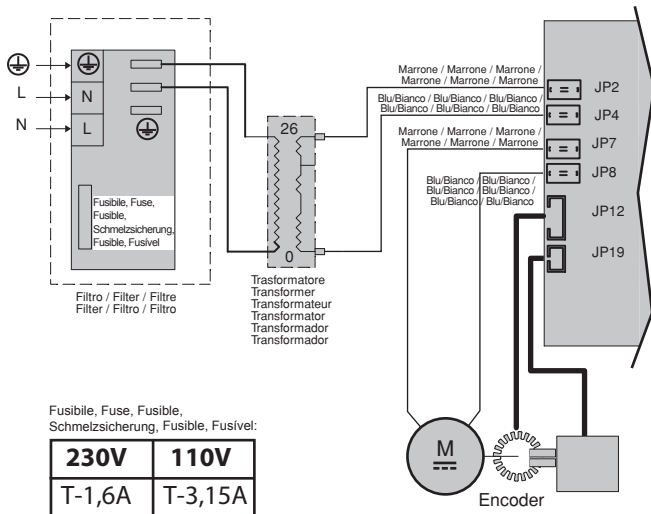 L
N
N
L
Fusibile, Fuse,
Fusible,
Schmelzsicherung,
Fusible, Fusível
Filtro / Filter / Filtre
Filter / Filtro / Filtro
26
0
Trasformatore
Transformer
Transformateur
Transformator
Transformador
Transformador
Marrone / Marrone / Marrone /
Marrone / Marrone / Marrone
Blu/Bianco / Blu/Bianco / Blu/Bianco /
Blu/Bianco / Blu/Bianco / Blu/Bianco
Marrone / Marrone / Marrone /
Marrone / Marrone / Marrone
Blu/Bianco / Blu/Bianco /
Blu/Bianco / Blu/Bianco /
Blu/Bianco / Blu/Bianco
JP2
JP4
JP7
JP8
JP12
JP19
M
Encoder
Fusibile, Fuse, Fusible,
Schmelzsicherung, Fusible, Fusível:
230V 110V
T-1,6A T-3,15A